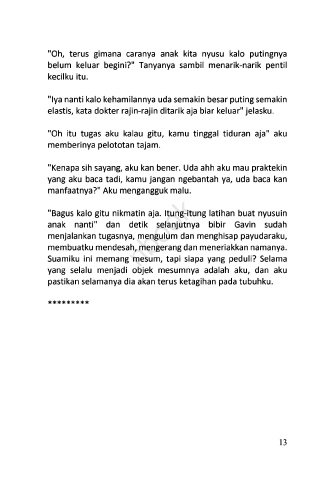 "Oh, terus gimana caranya anak kita nyusu kalo putingnya
belum keluar begini?" Tanyanya sambil menarik-narik pentil
kecilku itu.
"Iya nanti kalo kehamilannya uda semakin besar puting semakin
elastis, kata dokter rajin-rajin ditarik aja biar keluar" jelasku.
"Oh itu tugas aku kalau gitu, kamu tinggal tiduran aja" aku
memberinya pelototan tajam.
"Kenapa sih sayang, aku kan bener. Uda ahh aku mau praktekin
yang aku baca tadi, kamu jangan ngebantah ya, uda baca kan
manfaatnya?" Aku mengangguk malu.
"Bagus kalo gitu nikmatin aja. Itung-itung latihan buat nyusuin
anak nanti" dan detik selanjutnya bibir Gavin sudah
menjalankan tugasnya, mengulum dan menghisap payudaraku,
membuatku mendesah, mengerang dan meneriakkan namanya.
Suamiku ini memang mesum, tapi siapa yang peduli? Selama
yang selalu menjadi objek mesumnya adalah aku, dan aku
pastikan selamanya dia akan terus ketagihan pada tubuhku.
*********
13